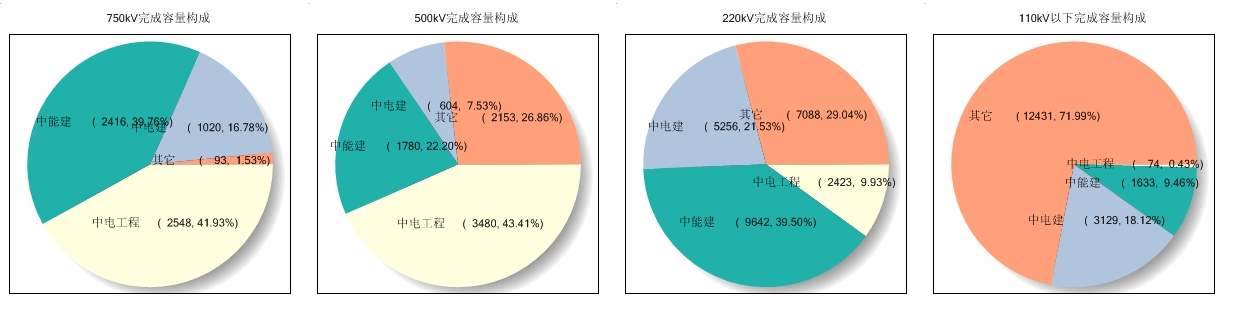 750kV完成容量构成
中能建 ( 2416, 39.76%)
中电建 ( 1020, 16.78%)
其它 ( 93, 1.53%)
中电工程 ( 2548, 41.93%)
500kV完成容量构成
中电建 ( 604, 7.53%)
其它 ( 2153, 26.86%)
中能建 ( 1780, 22.20%)
中电工程 ( 3480, 43.41%)
220kV完成容量构成
其它 ( 7088, 29.04%)
中电建 ( 5256, 21.53%)
中电工程 ( 2423, 9.93%)
中能建 ( 9642, 39.50%)
110kV以下完成容量构成
其它 ( 12431, 71.99%)
中电工程 ( 74, 0.43%)
中能建 ( 1633, 9.46%)
中电建 ( 3129, 18.12%)